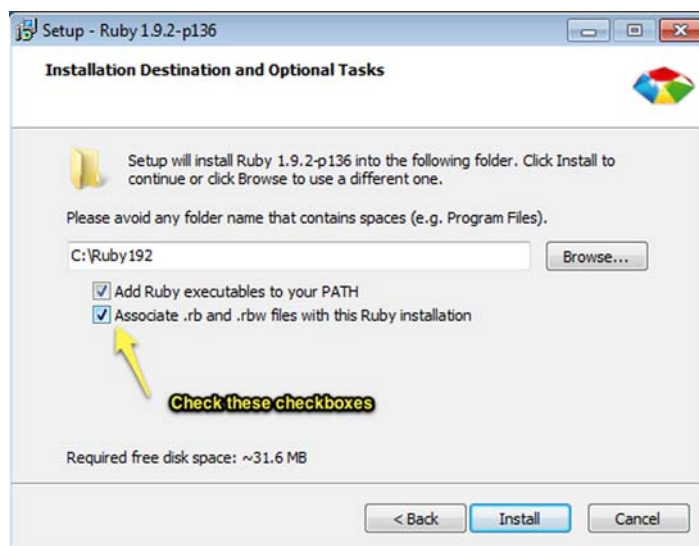 Setup - Ruby 1.9.2-p136
Installation Destination and Optional Tasks
Setup will install Ruby 1.9.2-p136 into the following folder. Click Install to
continue or click Browse to use a different one.
Please avoid any folder name that contains spaces (e.g. Program Files).
C:\Ruby192
Browse...
Add Ruby executables to your PATH
Associate .rb and .rbw files with this Ruby installation
Check these checkboxes
Required free disk space: ~31.6 MB
< Back
Install
Cancel